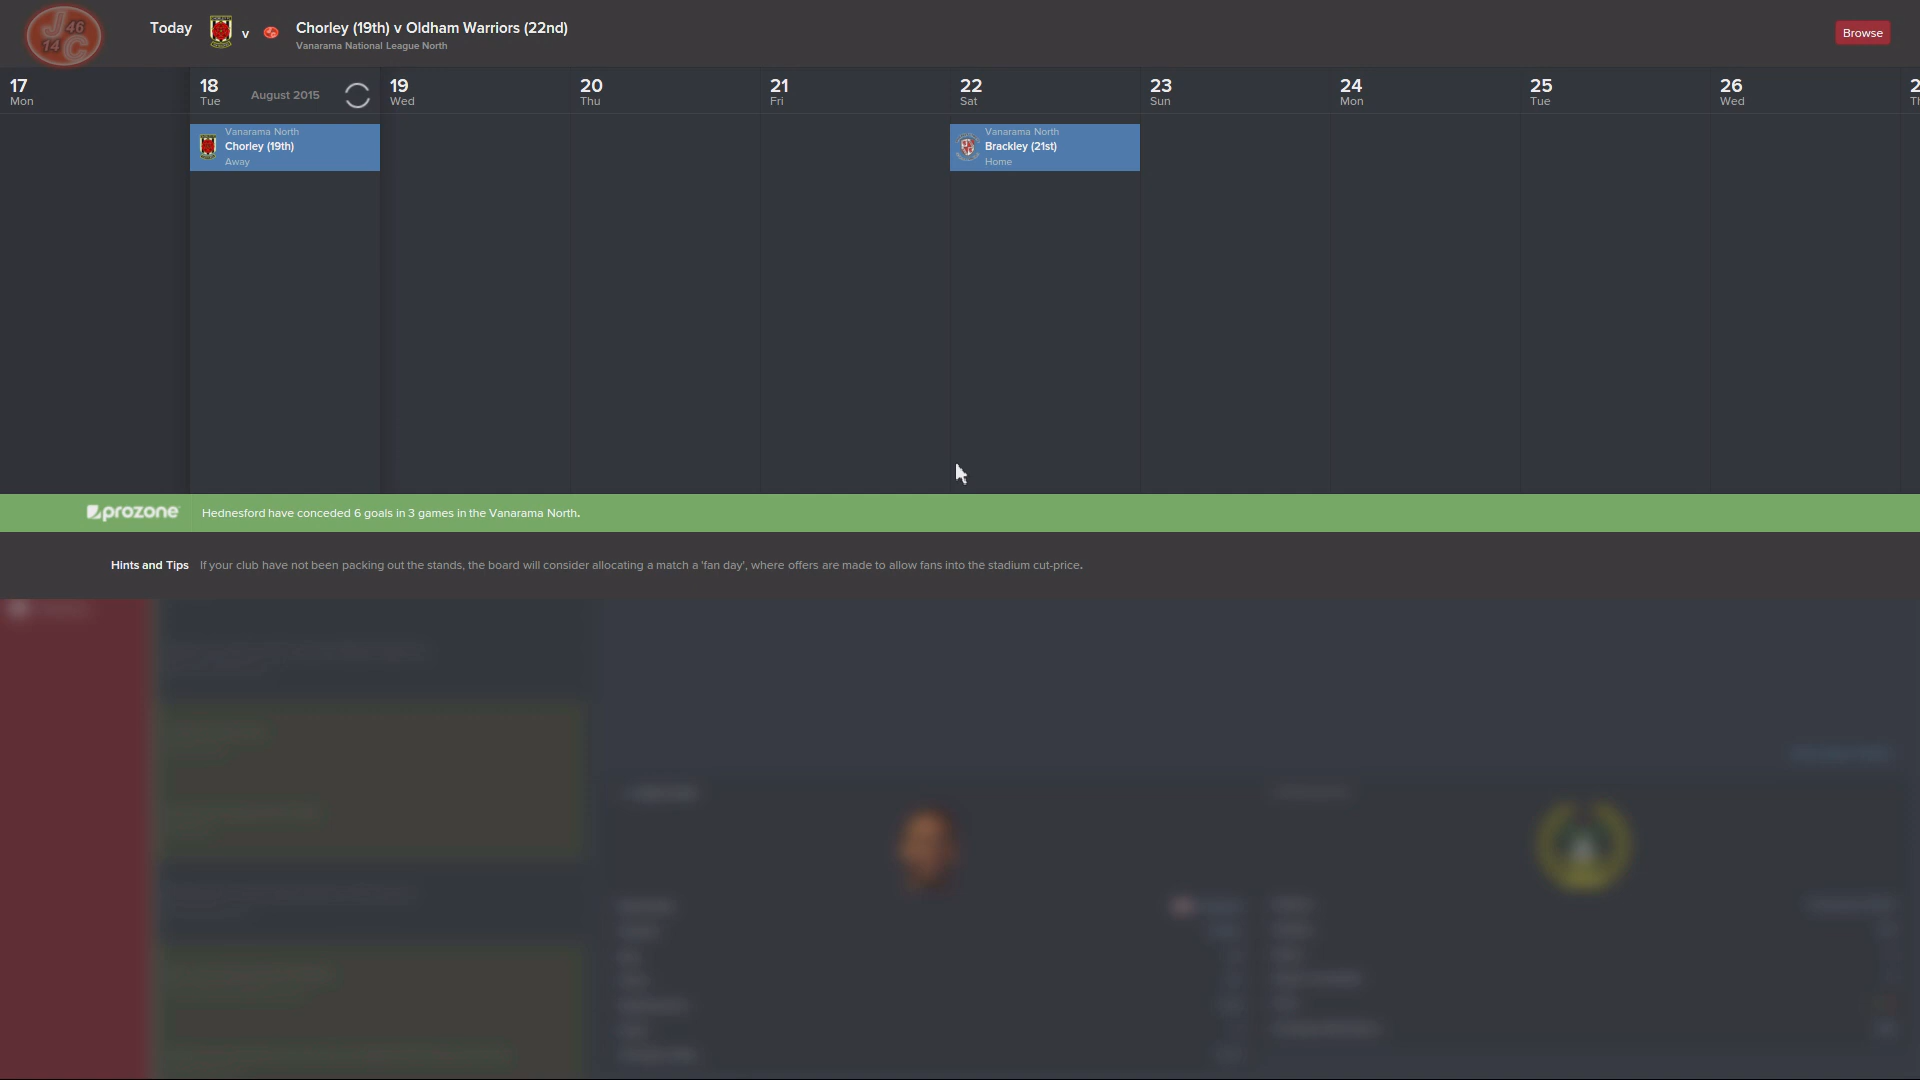 J 46
14 C
Today
v
Chorley (19th) v Oldham Warriors (22nd)
Vanarama National League North
Browse
17
Mon
18
Tue
August 2015
19
Wed
20
Thu
21
Fri
22
Sat
23
Sun
24
Mon
25
Tue
26
Wed
Vanarama North
Chorley (19th)
Away
Vanarama North
Brackley (21st)
Home
prozone
Hednesford have conceded 6 goals in 3 games in the Vanarama North.
Hints and Tips
If your club have not been packing out the stands, the board will consider allocating a match a 'fan day', where offers are made to allow fans into the stadium cut-price.